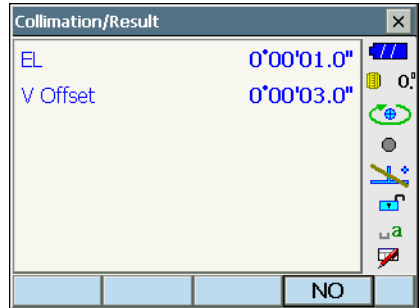 Collimation/Result
EL 0°00'01.0"
V Offset 0°00'03.0"
0."
a
NO